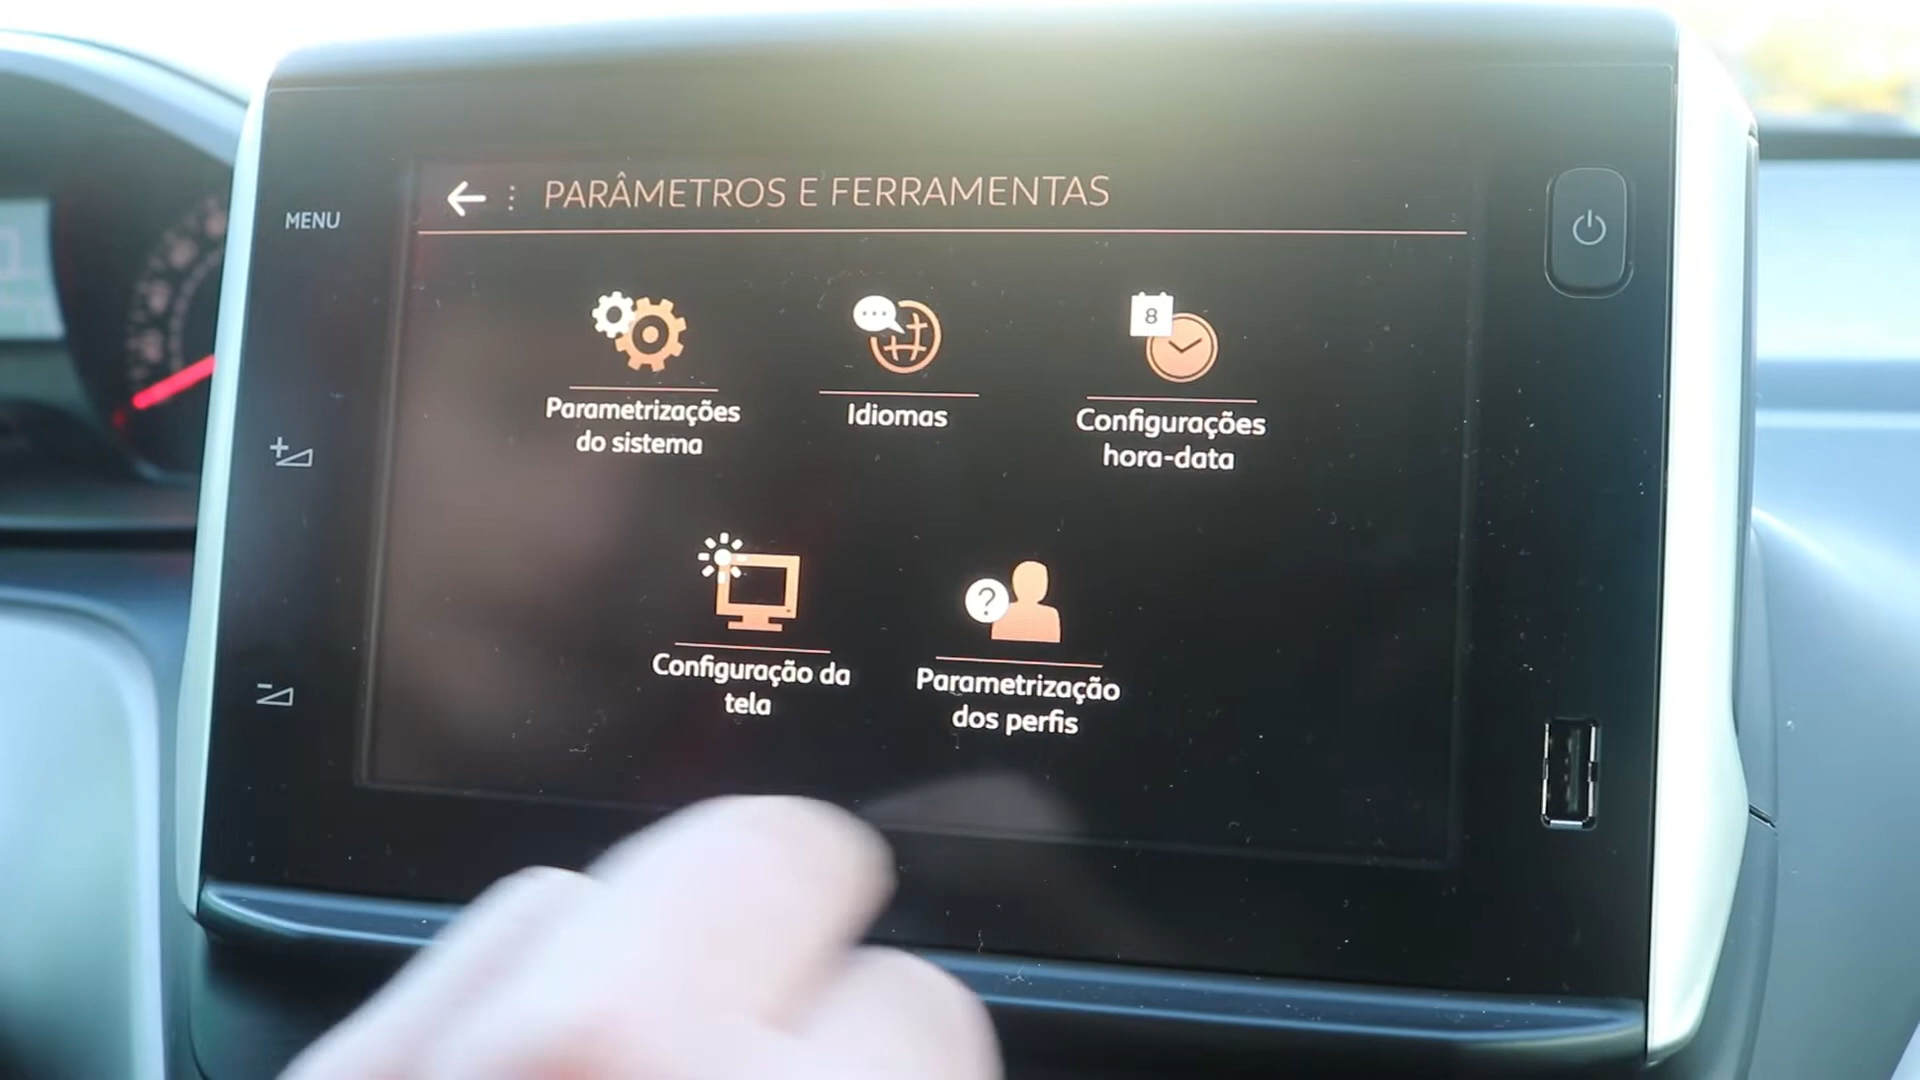 MENU
PARÂMETROS E FERRAMENTAS
8
Parametrizações
do sistema
Idiomas
Configurações
hora-data
?
Configuração da
tela
Parametrização
dos perfis